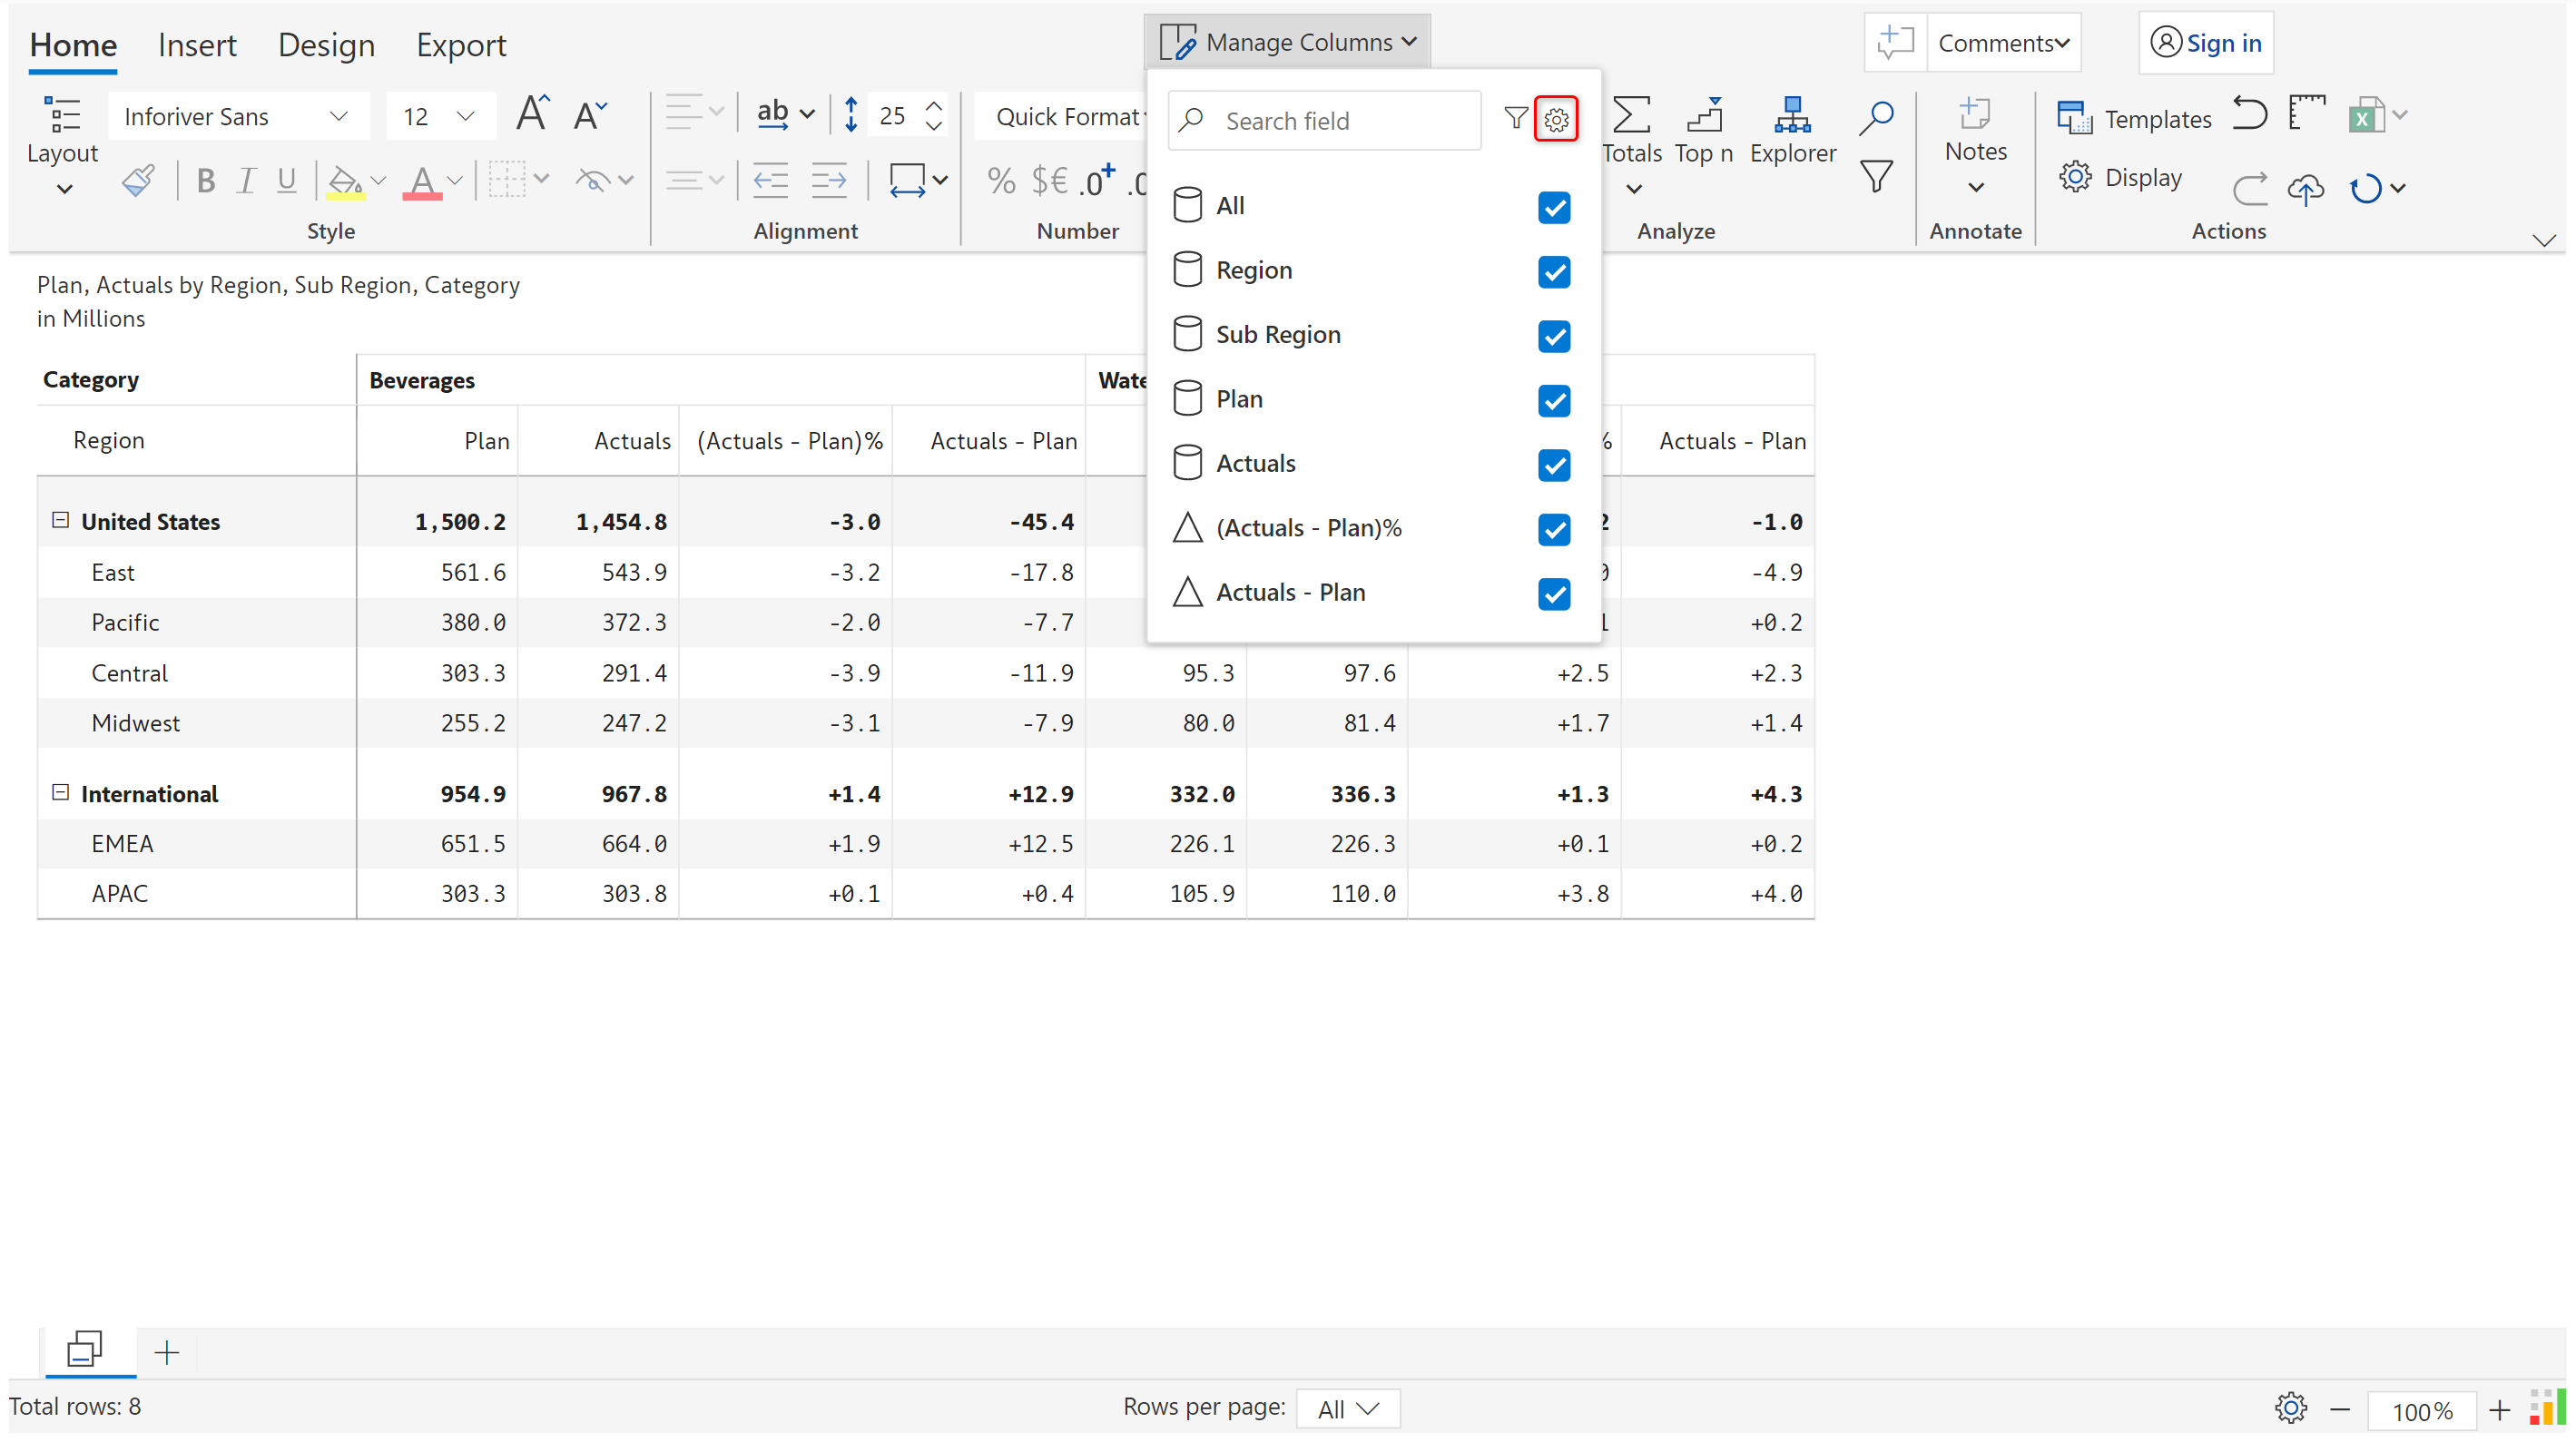 Home Insert Design Export Manage Columns Comments Sign in
Layout Inforiver Sans 12 A A ab 25 Quick Format Search field Totals Top n Explorer Notes Templates
B I U A % $€ .0+ .0 Display
Style Alignment Number Analyze Annotate Actions
All
Region
Sub Region
Plan
Actuals
(Actuals - Plan)%
Actuals - Plan
Plan, Actuals by Region, Sub Region, Category
in Millions
Category Beverages Wate
Region Plan Actuals (Actuals - Plan)% Actuals - Plan % Actuals - Plan
United States 1,500.2 1,454.8 -3.0 -45.4 2 -1.0
East 561.6 543.9 -3.2 -17.8 0 -4.9
Pacific 380.0 372.3 -2.0 -7.7 1 +0.2
Central 303.3 291.4 -3.9 -11.9 95.3 97.6 +2.5 +2.3
Midwest 255.2 247.2 -3.1 -7.9 80.0 81.4 +1.7 +1.4
International 954.9 967.8 +1.4 +12.9 332.0 336.3 +1.3 +4.3
EMEA 651.5 664.0 +1.9 +12.5 226.1 226.3 +0.1 +0.2
APAC 303.3 303.8 +0.1 +0.4 105.9 110.0 +3.8 +4.0
Total rows: 8 Rows per page: All 100%